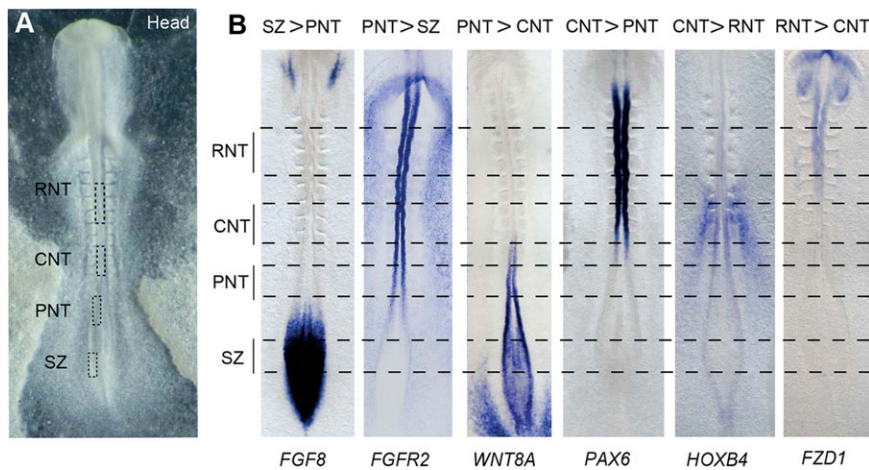 A
Head
RNT
CNT
PNT
SZ
B
SZ>PNT PNT>SZ PNT>CNT CNT>PNT CNT>RNT RNT>CNT
RNT
CNT
PNT
SZ
FGF8 FGFR2 WNT8A PAX6 HOXB4 FZD1